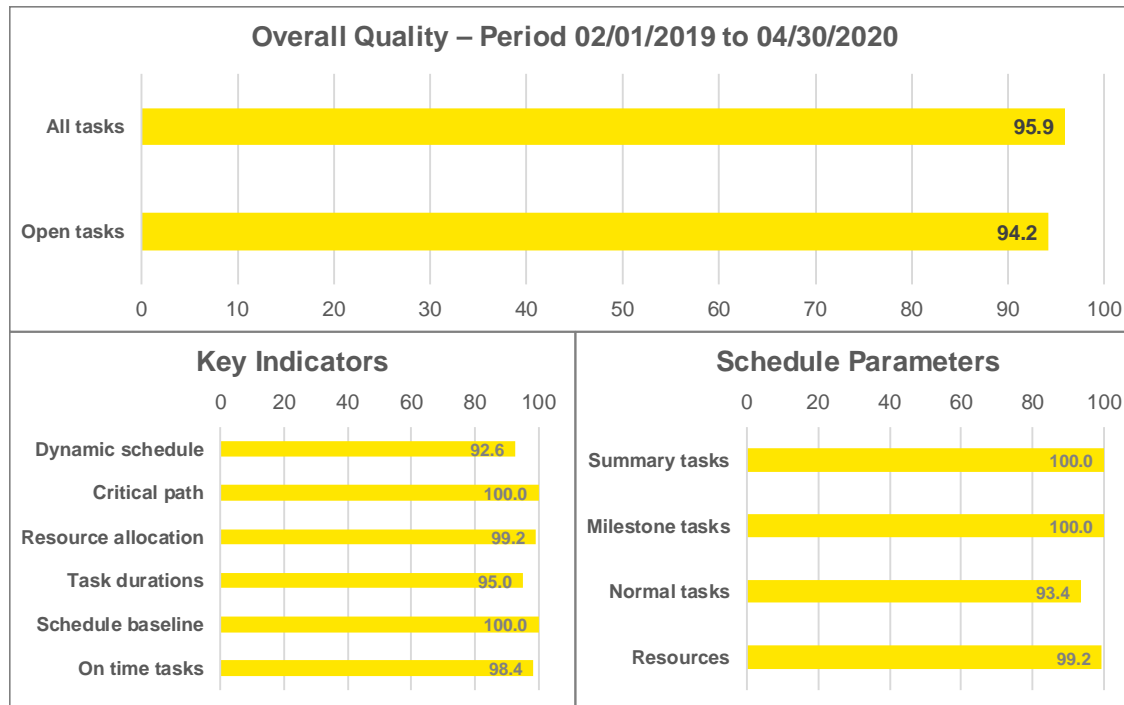 Overall Quality – Period 02/01/2019 to 04/30/2020
All tasks
95.9
Open tasks
94.2
0 10 20 30 40 50 60 70 80 90 100
Key Indicators
0 20 40 60 80 100
Dynamic schedule
92.6
Critical path
100.0
Resource allocation
99.2
Task durations
95.0
Schedule baseline
100.0
On time tasks
98.4
Schedule Parameters
0 20 40 60 80 100
Summary tasks
100.0
Milestone tasks
100.0
Normal tasks
93.4
Resources
99.2